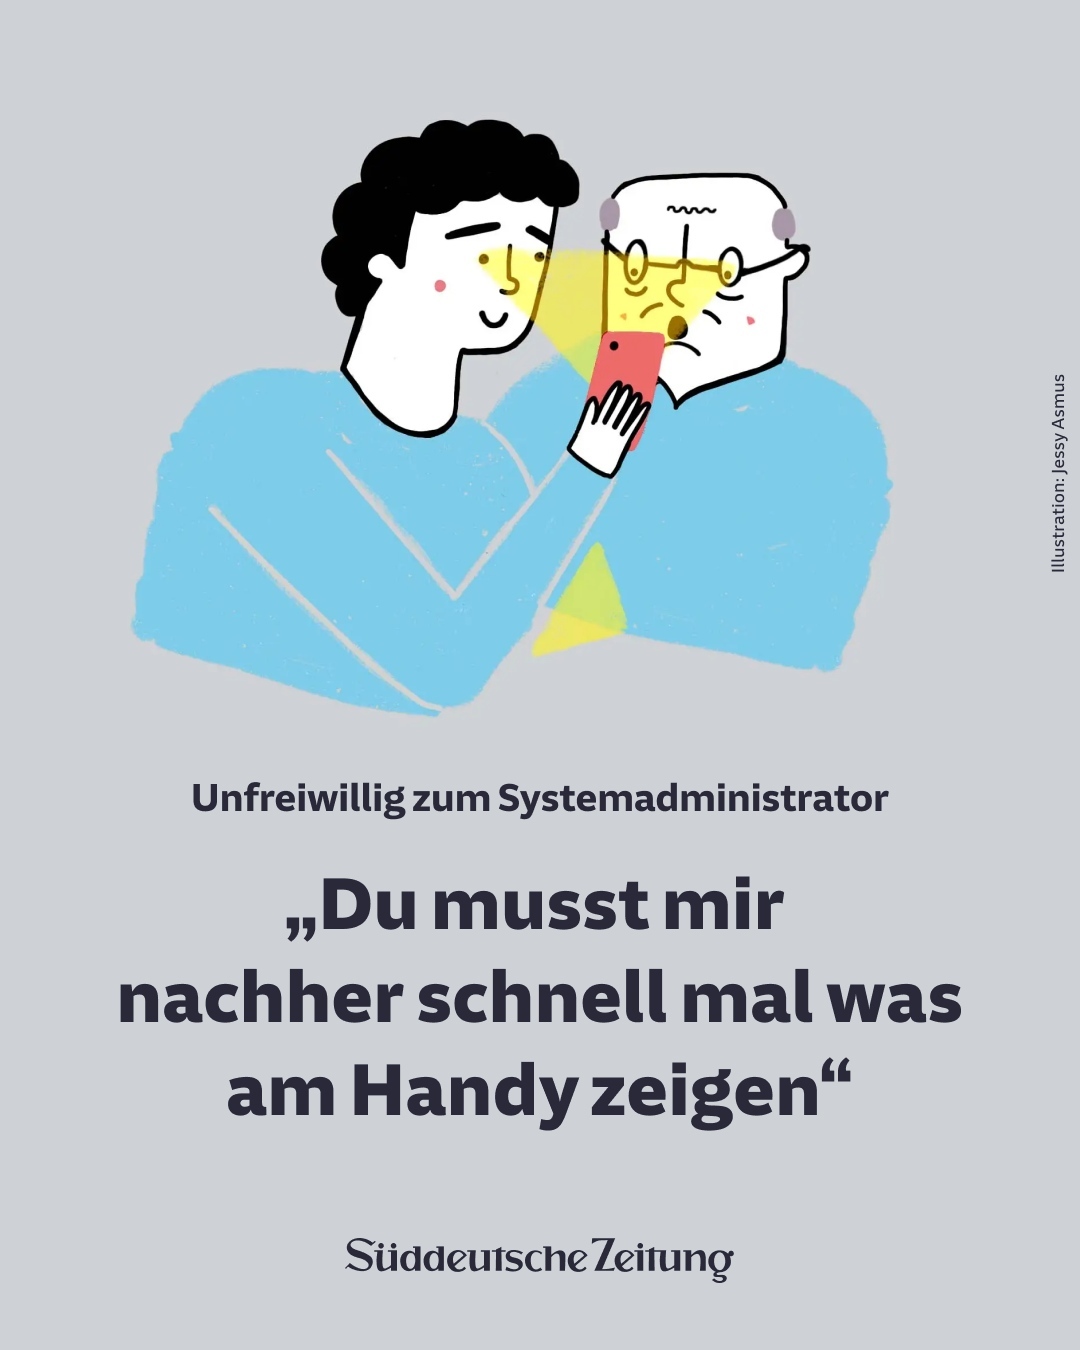 Illustration: Jessy Asmus
Unfreiwillig zum Systemadministrator
„Du musst mir
nachher schnell mal was
am Handy zeigen“
Süddeutsche Zeitung